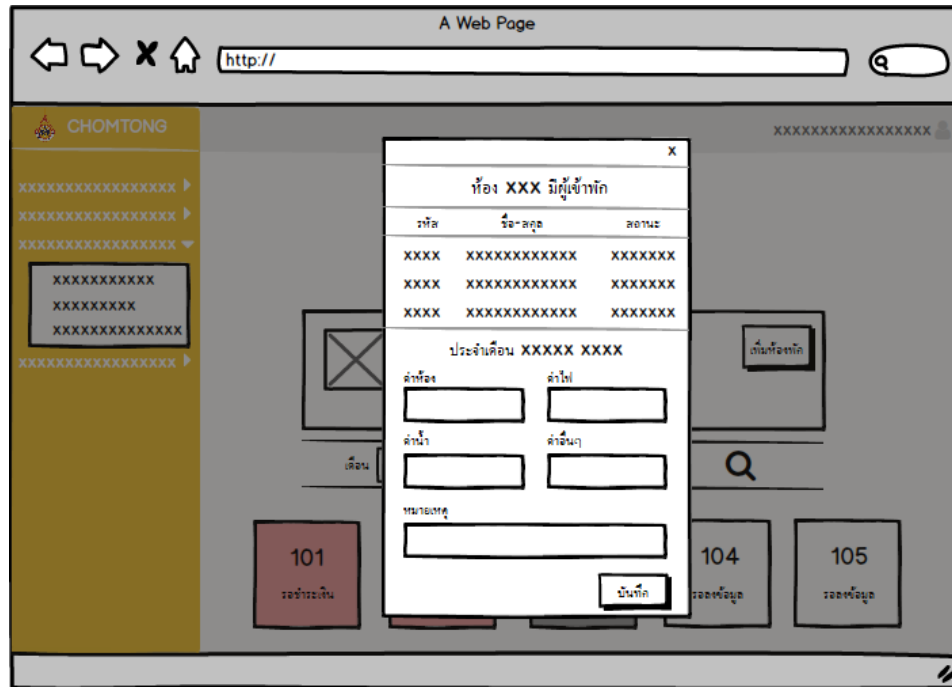 A Web Page
http://
CHOMTONG
XXXXXXXXXXXXXXXXX
XXXXXXXXXXXXXXXXX
XXXXXXXXXXXXXXXXX
XXXXXXXXXXXXXXXXX
XXXXXXXXXXX
XXXXXXXXX
XXXXXXXXXXXXXX
XXXXXXXXXXXXXXXXX
X
ห้อง XXX มีผู้เข้าพัก
รหัส ชื่อ-สกุล สถานะ
XXXX XXXXXXXXXXXX XXXXXXX
XXXX XXXXXXXXXXXX XXXXXXX
XXXX XXXXXXXXXXXX XXXXXXX
ประจำเดือน XXXXX XXXX
ค่าห้อง ค่าไฟ
ค่าน้ำ ค่าอื่นๆ
หมายเหตุ
บันทึก
เพิ่มห้องพัก
เดือน
101
รอชำระเงิน
104
รอลงข้อมูล
105
รอลงข้อมูล